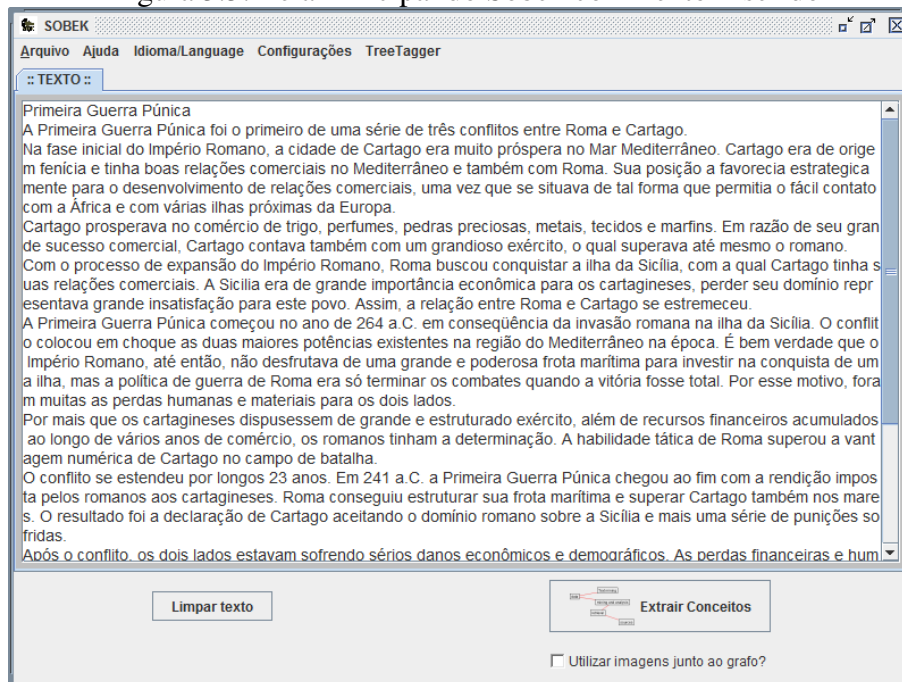 SOBEK
Arquivo Ajuda Idioma/Language Configurações TreeTagger
:: TEXTO ::
Primeira Guerra Púnica
A Primeira Guerra Púnica foi o primeiro de uma série de três conflitos entre Roma e Cartago.
Na fase inicial do Império Romano, a cidade de Cartago era muito próspera no Mar Mediterrâneo. Cartago era de orige
m fenícia e tinha boas relações comerciais no Mediterrâneo e também com Roma. Sua posição a favorecia estrategica
mente para o desenvolvimento de relações comerciais, uma vez que se situava de tal forma que permitia o fácil contato
com a África e com várias ilhas próximas da Europa.
Cartago prosperava no comércio de trigo, perfumes, pedras preciosas, metais, tecidos e marfins. Em razão de seu gran
de sucesso comercial, Cartago contava também com um grandioso exército, o qual superava até mesmo o romano.
Com o processo de expansão do Império Romano, Roma buscou conquistar a ilha da Sicília, com a qual Cartago tinha s
uas relações comerciais. A Sicilia era de grande importância econômica para os cartagineses, perder seu domínio repr
esentava grande insatisfação para este povo. Assim, a relação entre Roma e Cartago se estremeceu.
A Primeira Guerra Púnica começou no ano de 264 a.C. em conseqüência da invasão romana na ilha da Sicília. O conflit
o colocou em choque as duas maiores potências existentes na região do Mediterrâneo na época. É bem verdade que o
Império Romano, até então, não desfrutava de uma grande e poderosa frota marítima para investir na conquista de um
a ilha, mas a política de guerra de Roma era só terminar os combates quando a vitória fosse total. Por esse motivo, fora
m muitas as perdas humanas e materiais para os dois lados.
Por mais que os cartagineses dispusessem de grande e estruturado exército, além de recursos financeiros acumulados
ao longo de vários anos de comércio, os romanos tinham a determinação. A habilidade tática de Roma superou a vant
agem numérica de Cartago no campo de batalha.
O conflito se estendeu por longos 23 anos. Em 241 a.C. a Primeira Guerra Púnica chegou ao fim com a rendição impos
ta pelos romanos aos cartagineses. Roma conseguiu estruturar sua frota marítima e superar Cartago também nos mare
s. O resultado foi a declaração de Cartago aceitando o domínio romano sobre a Sicília e mais uma série de punições so
fridas.
Após o conflito, os dois lados estavam sofrendo sérios danos econômicos e demográficos. As perdas financeiras e hum
Limpar texto
Extrair Conceitos
Utilizar imagens junto ao grafo?